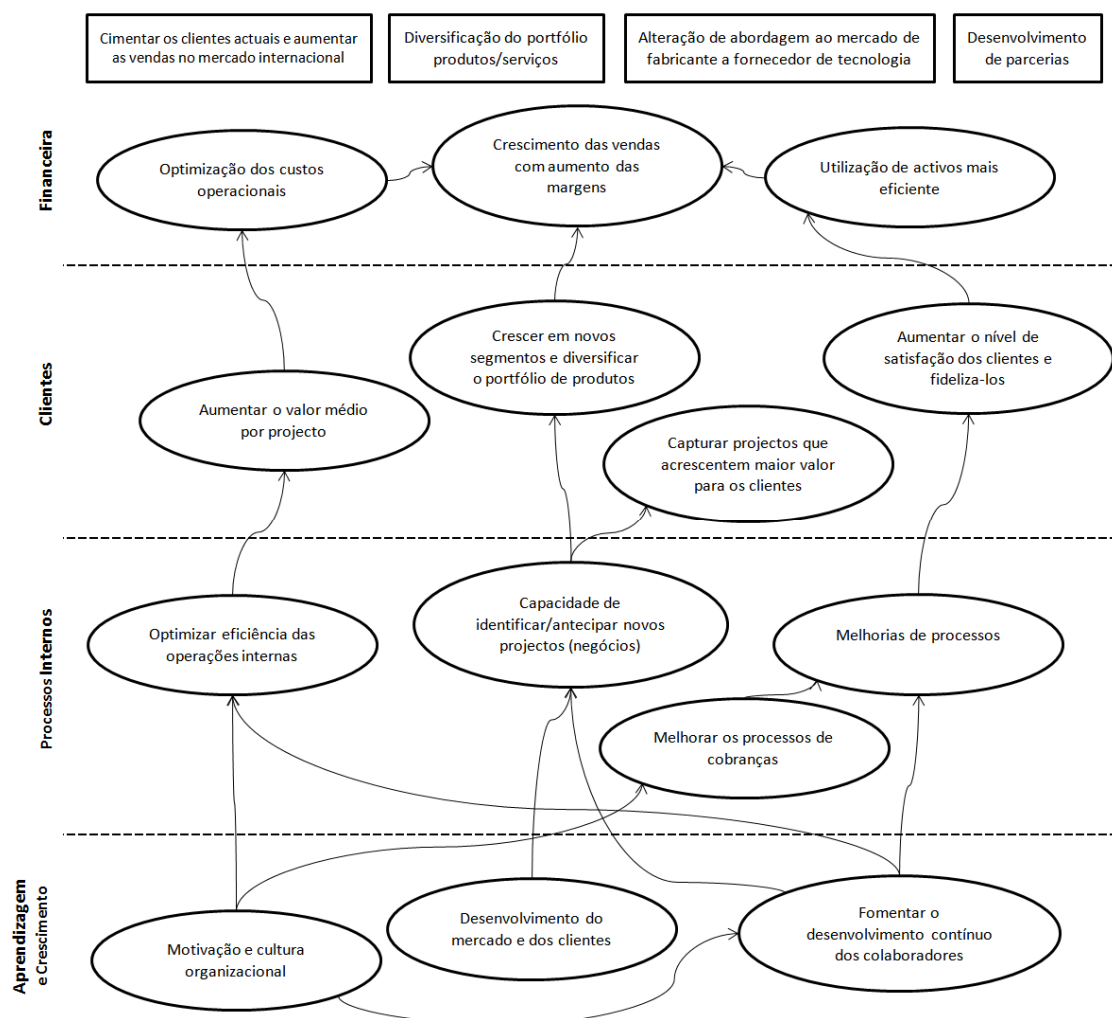 Cimentar os clientes actuais e aumentar
as vendas no mercado internacional
Diversificação do portfólio
produtos/serviços
Alteração de abordagem ao mercado de
fabricante a fornecedor de tecnologia
Desenvolvimento
de parcerias
Financeira
Optimização dos custos
operacionais
Crescimento das vendas
com aumento das
margens
Utilização de activos mais
eficiente
Clientes
Aumentar o valor médio
por projecto
Crescer em novos
segmentos e diversificar
o portfólio de produtos
Aumentar o nível de
satisfação dos clientes e
fideliza-los
Capturar projectos que
acrescentem maior valor
para os clientes
Processos Internos
Optimizar eficiência das
operações internas
Capacidade de
identificar/antecipar novos
projectos (negócios)
Melhorias de processos
Melhorar os processos de
cobranças
Aprendizagem
e Crescimento
Motivação e cultura
organizacional
Desenvolvimento do
mercado e dos clientes
Fomentar o
desenvolvimento contínuo
dos colaboradores